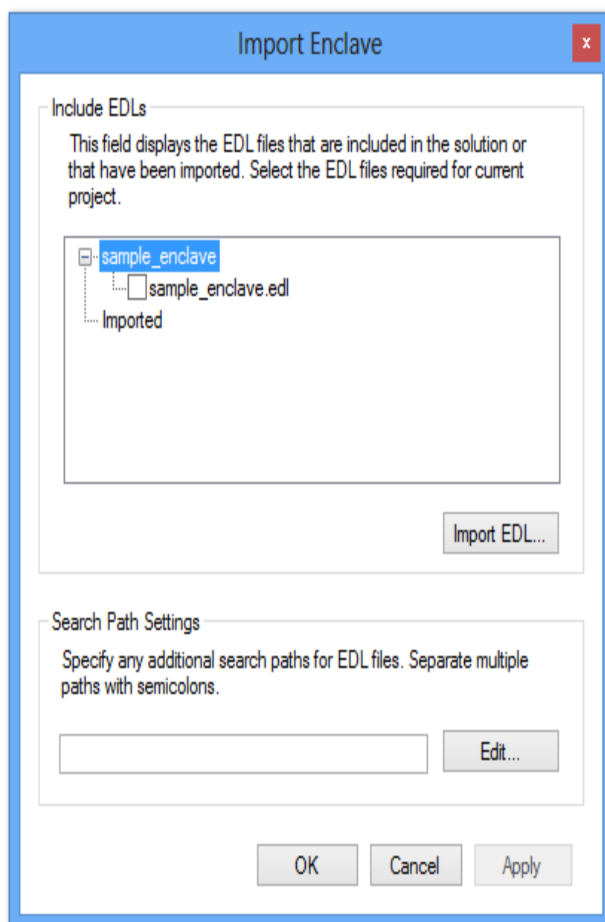 Import Enclave
x
Include EDLs
This field displays the EDL files that are included in the solution or
that have been imported. Select the EDL files required for current
project.
sample_enclave
sample_enclave.edl
Imported
Import EDL...
Search Path Settings
Specify any additional search paths for EDL files. Separate multiple
paths with semicolons.
Edit...
OK Cancel Apply